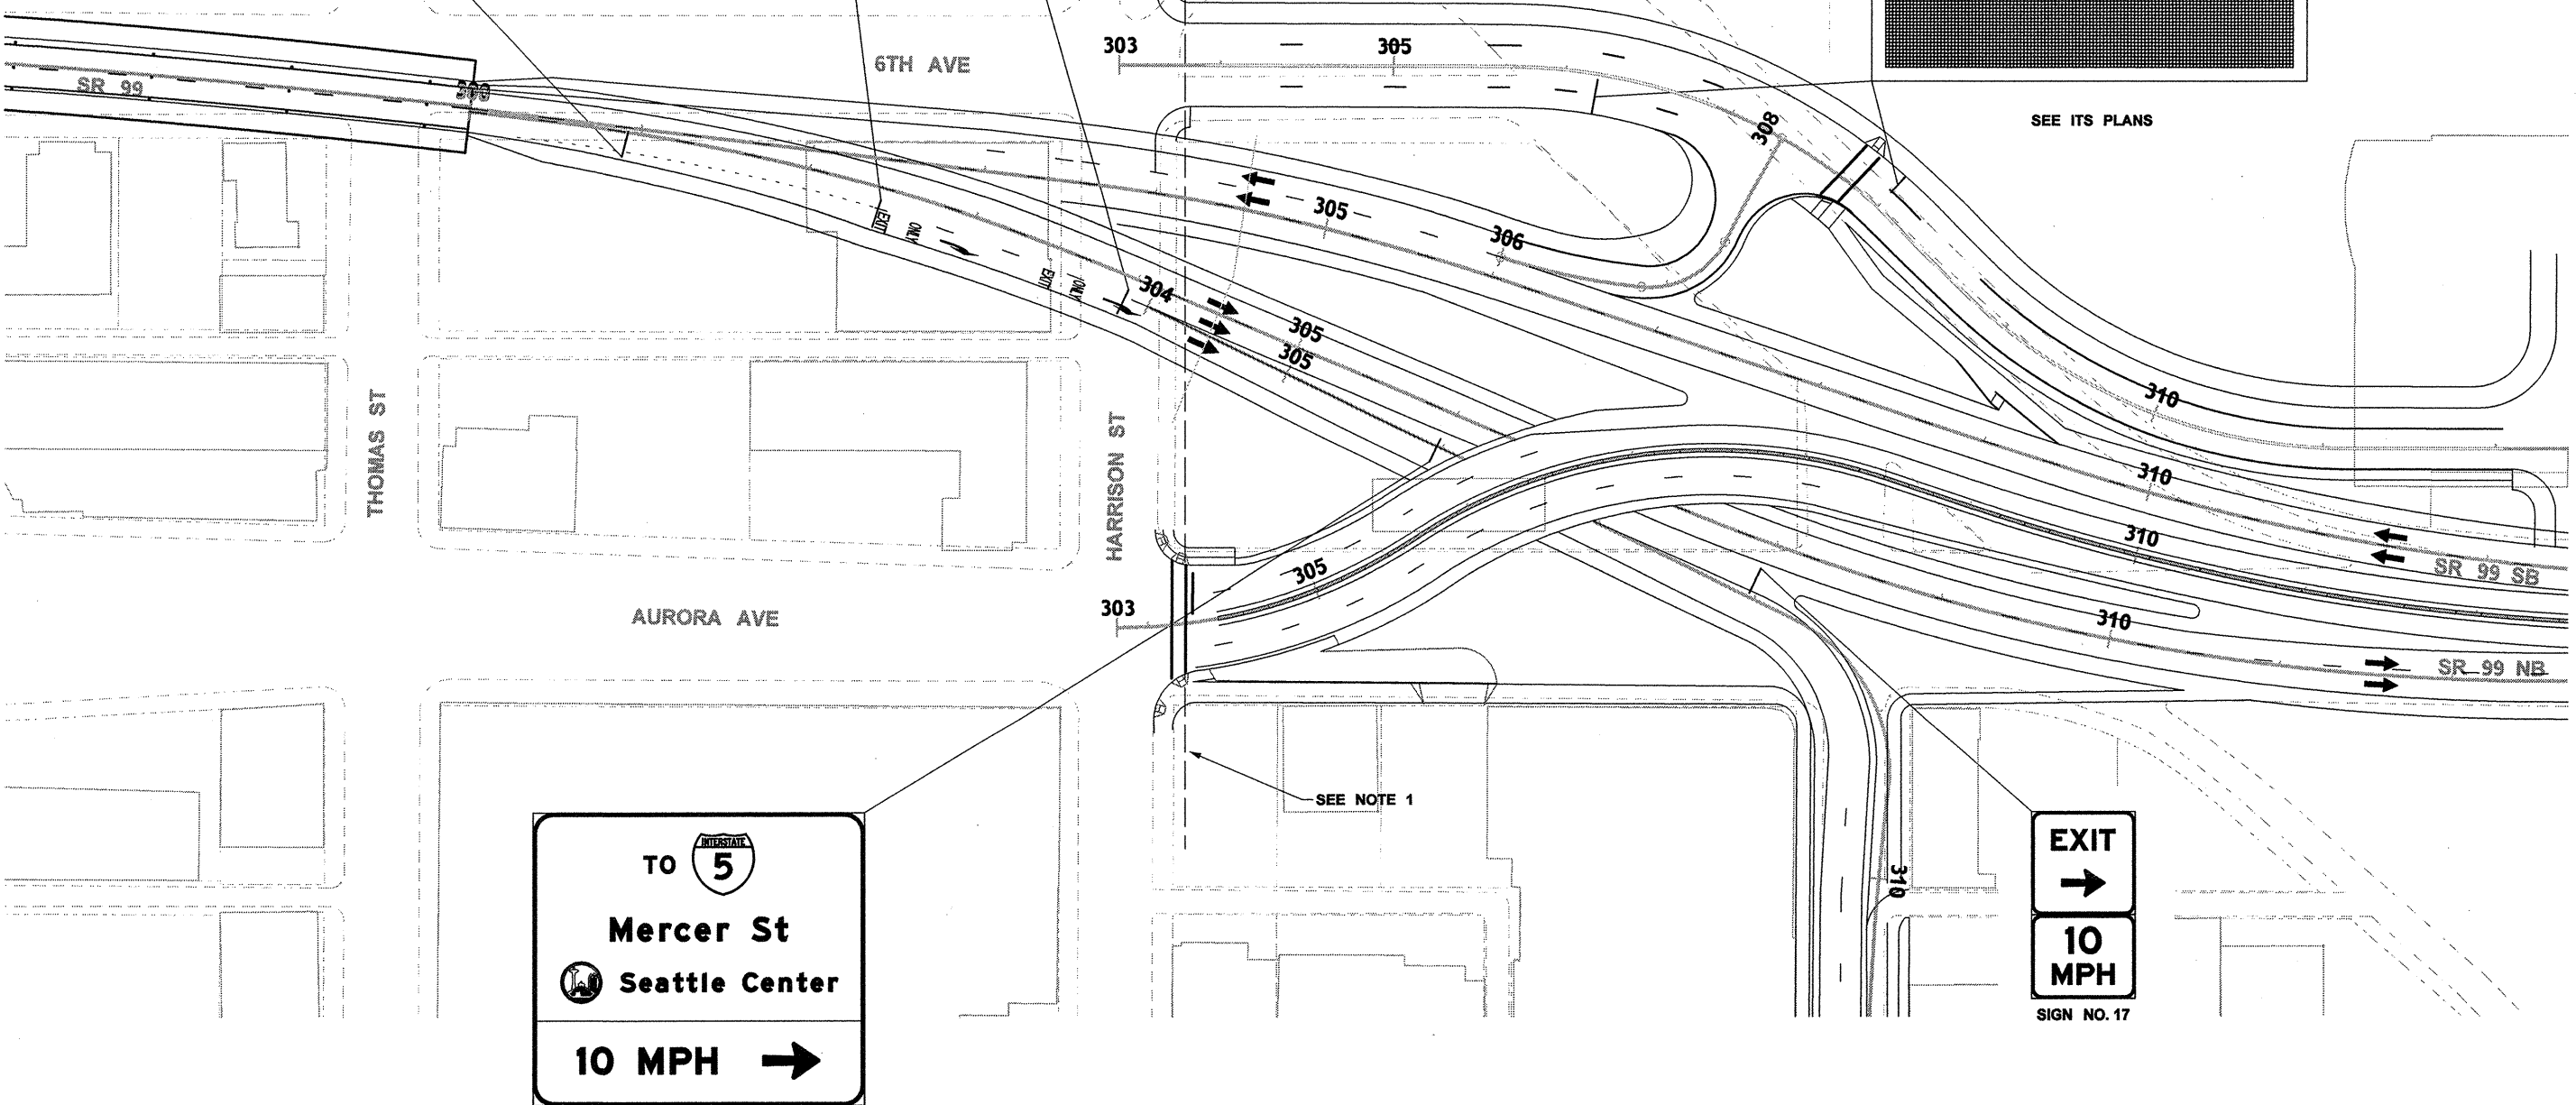 6TH AVE
303
305
SR 99
300
308
SEE ITS PLANS
305
306
EXIT
ONLY
EXIT
ONLY
304
305
305
310
THOMAS ST
HARRISON ST
310
310
SR 99 SB
305
303
AURORA AVE
310
SR 99 NB
SEE NOTE 1
310
TO INTERSTATE 5
Mercer St
Seattle Center
10 MPH
EXIT
10
MPH
SIGN NO. 17